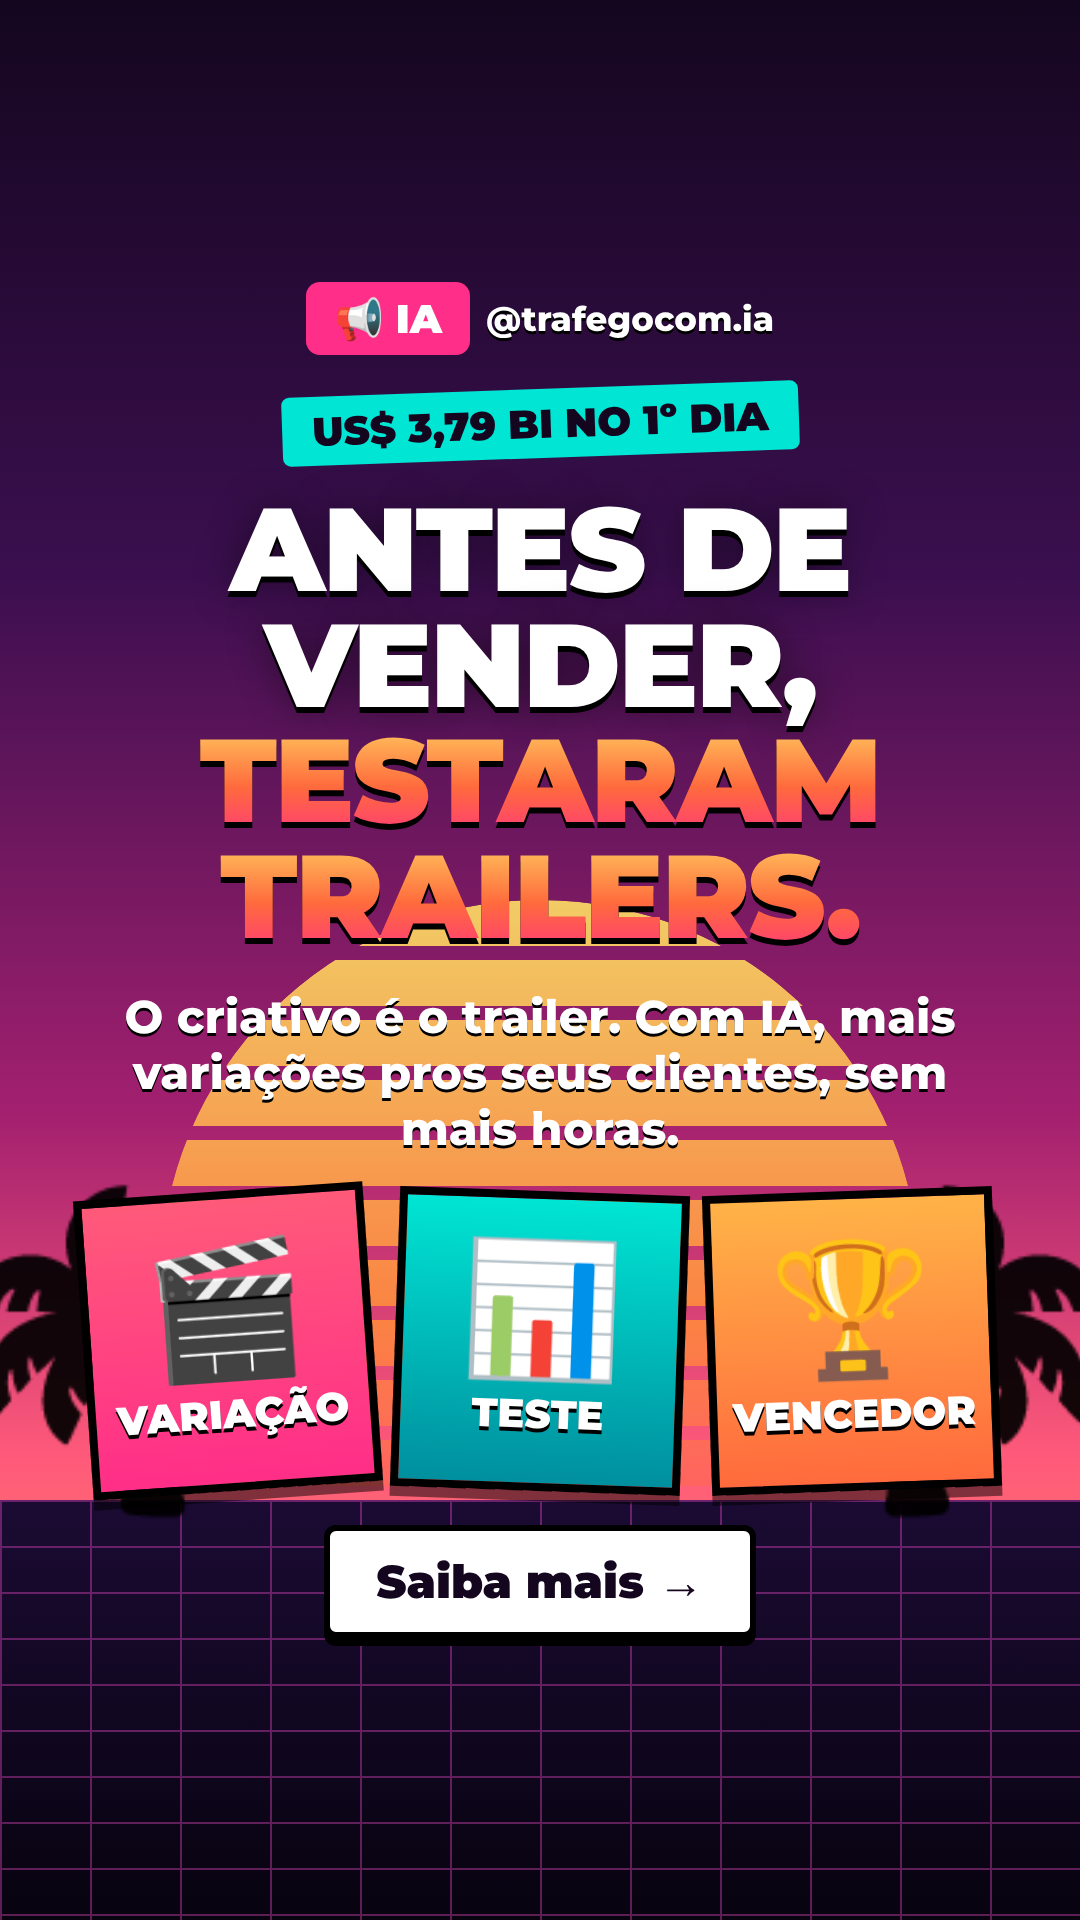 📢 IA @trafegocom.ia
US$ 3,79 BI NO 1º DIA
ANTES DE
VENDER,
TESTARAM
TRAILERS.
O criativo é o trailer. Com IA, mais
variações pros seus clientes, sem
mais horas.
VARIAÇÃO
TESTE
VENCEDOR
Saiba mais →